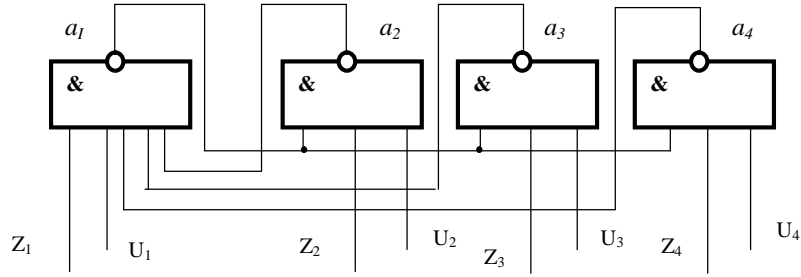 a₁ a₂ a₃ a₄
& & & &
Z₁ U₁ Z₂ U₂ Z₃ U₃ Z₄ U₄